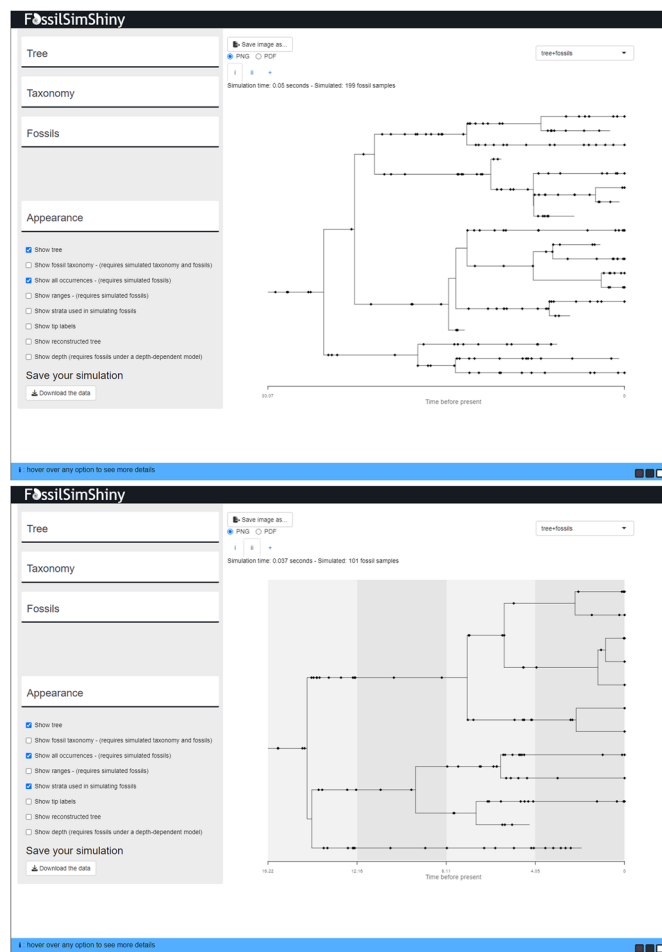 FossilSimShiny
Save image as...
PNG PDF
tree+fossils
i ii +
Simulation time: 0.05 seconds - Simulated: 199 fossil samples
Tree
Taxonomy
Fossils
Appearance
Show tree
Show fossil taxonomy - (requires simulated taxonomy and fossils)
Show all occurrences - (requires simulated fossils)
Show ranges - (requires simulated fossils)
Show strata used in simulating fossils
Show tip labels
Show reconstructed tree
Show depth (requires fossils under a depth-dependent model)
Save your simulation
Download the data
0
Time before present
i : hover over any option to see more details
FossilSimShiny
Save image as...
PNG PDF
tree+fossils
i ii +
Simulation time: 0.037 seconds - Simulated: 101 fossil samples
Tree
Taxonomy
Fossils
Appearance
Show tree
Show fossil taxonomy - (requires simulated taxonomy and fossils)
Show all occurrences - (requires simulated fossils)
Show ranges - (requires simulated fossils)
Show strata used in simulating fossils
Show tip labels
Show reconstructed tree
Show depth (requires fossils under a depth-dependent model)
Save your simulation
Download the data
16.22 12.16 8.11 4.05 0
Time before present
i : hover over any option to see more details